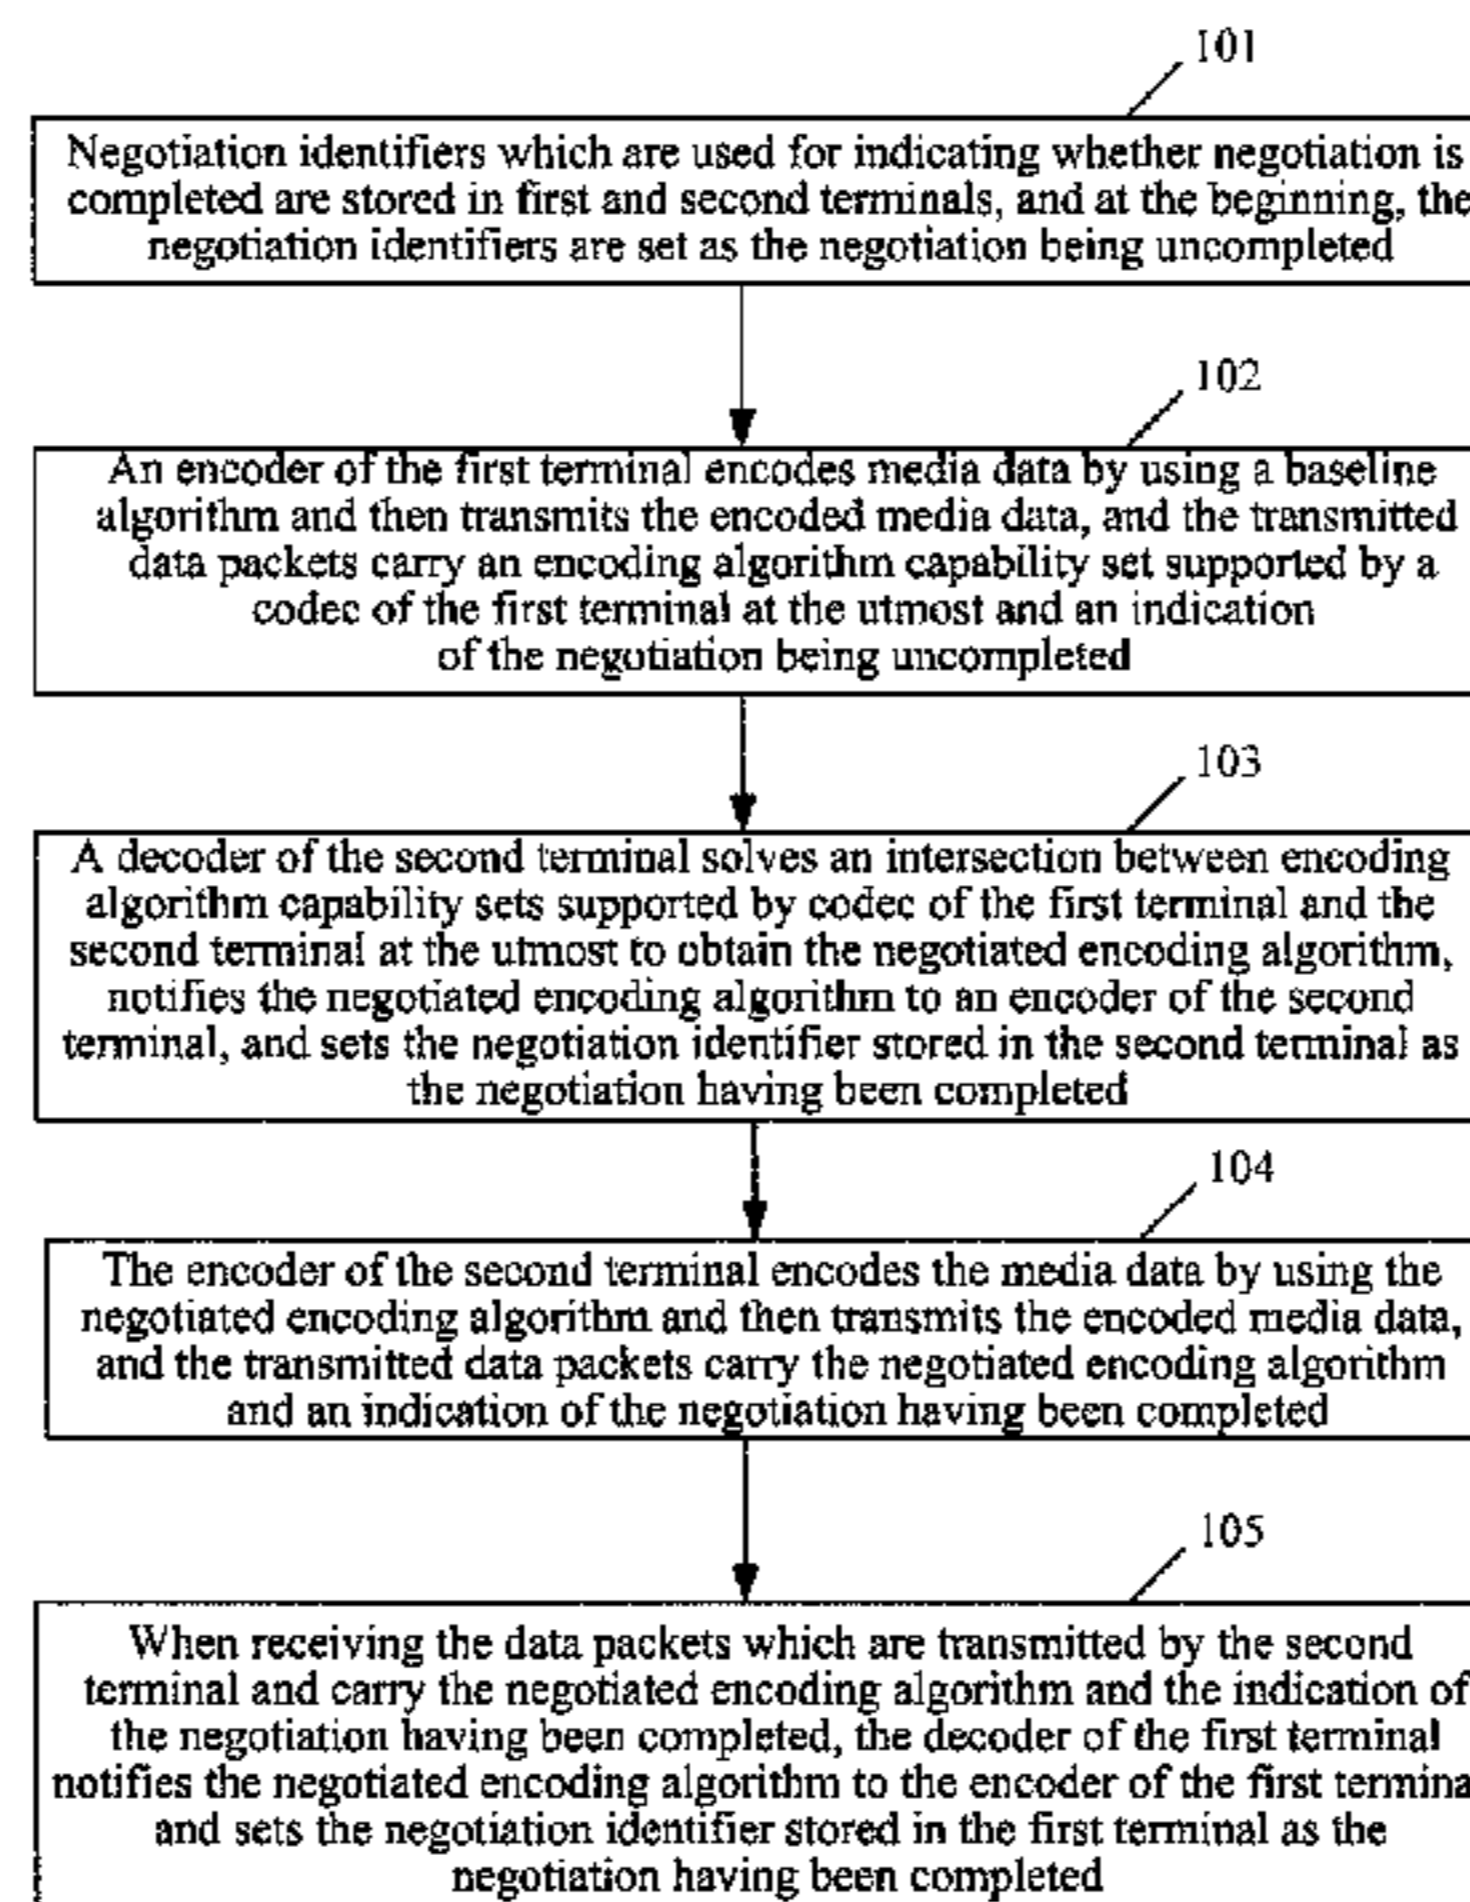 101
Negotiation identifiers which are used for indicating whether negotiation is
completed are stored in first and second terminals, and at the beginning, the
negotiation identifiers are set as the negotiation being uncompleted
102
An encoder of the first terminal encodes media data by using a baseline
algorithm and then transmits the encoded media data, and the transmitted
data packets carry an encoding algorithm capability set supported by a
codec of the first terminal at the utmost and an indication
of the negotiation being uncompleted
103
A decoder of the second terminal solves an intersection between encoding
algorithm capability sets supported by codec of the first terminal and the
second terminal at the utmost to obtain the negotiated encoding algorithm,
notifies the negotiated encoding algorithm to an encoder of the second
terminal, and sets the negotiation identifier stored in the second terminal as
the negotiation having been completed
104
The encoder of the second terminal encodes the media data by using the
negotiated encoding algorithm and then transmits the encoded media data,
and the transmitted data packets carry the negotiated encoding algorithm
and an indication of the negotiation having been completed
105
When receiving the data packets which are transmitted by the second
terminal and carry the negotiated encoding algorithm and the indication of
the negotiation having been completed, the decoder of the first terminal
notifies the negotiated encoding algorithm to the encoder of the first termina
and sets the negotiation identifier stored in the first terminal as the
negotiation having been completed